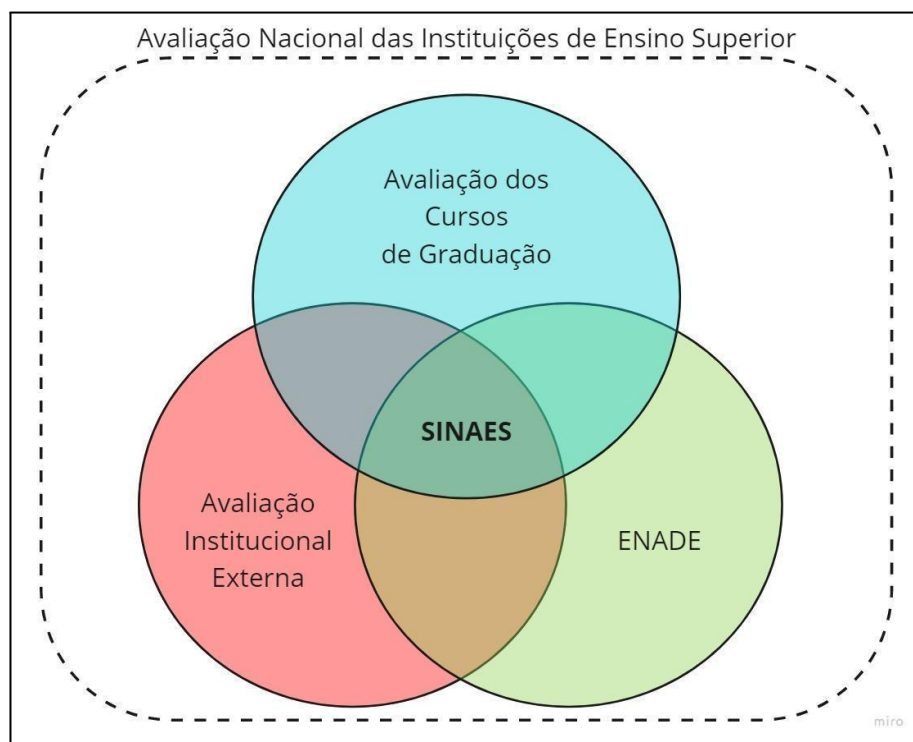 Avaliação Nacional das Instituições de Ensino Superior
Avaliação dos
Cursos
de Graduação
SINAES
Avaliação
Institucional
Externa
ENADE
miro